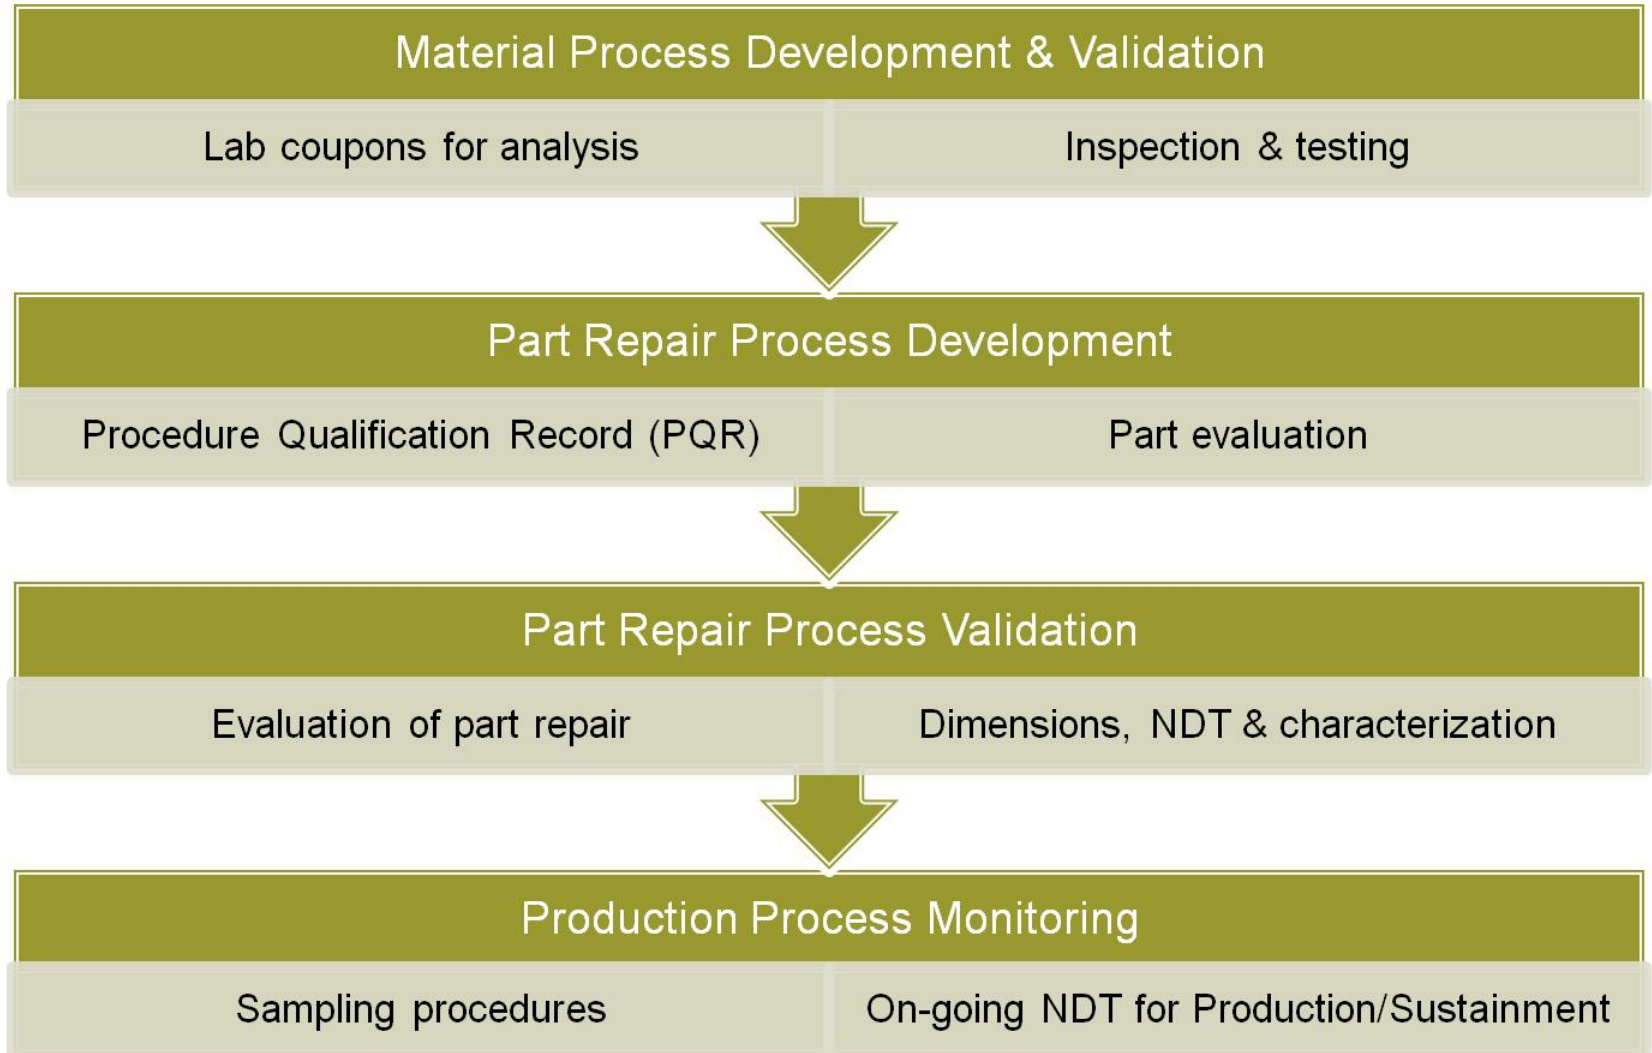 Material Process Development & Validation
Lab coupons for analysis
Inspection & testing
Part Repair Process Development
Procedure Qualification Record (PQR)
Part evaluation
Part Repair Process Validation
Evaluation of part repair
Dimensions, NDT & characterization
Production Process Monitoring
Sampling procedures
On-going NDT for Production/Sustainment